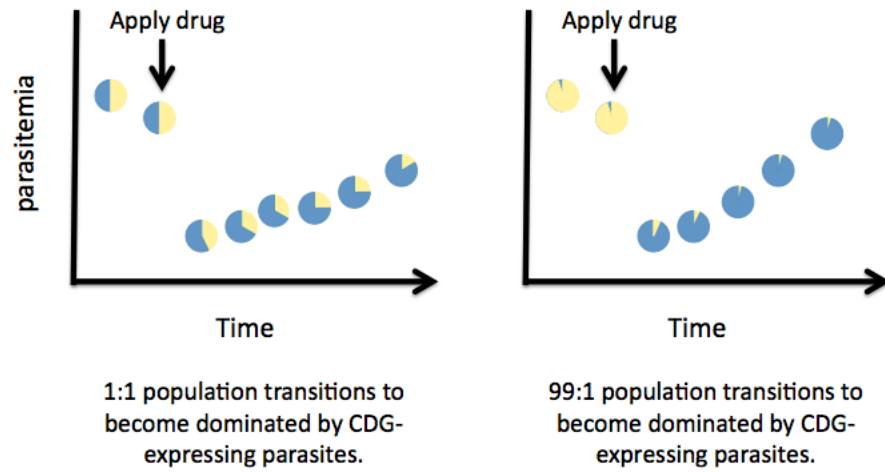 Apply drug
parasitemia
Time
1:1 population transitions to
become dominated by CDG-
expressing parasites.
Apply drug
Time
99:1 population transitions to
become dominated by CDG-
expressing parasites.